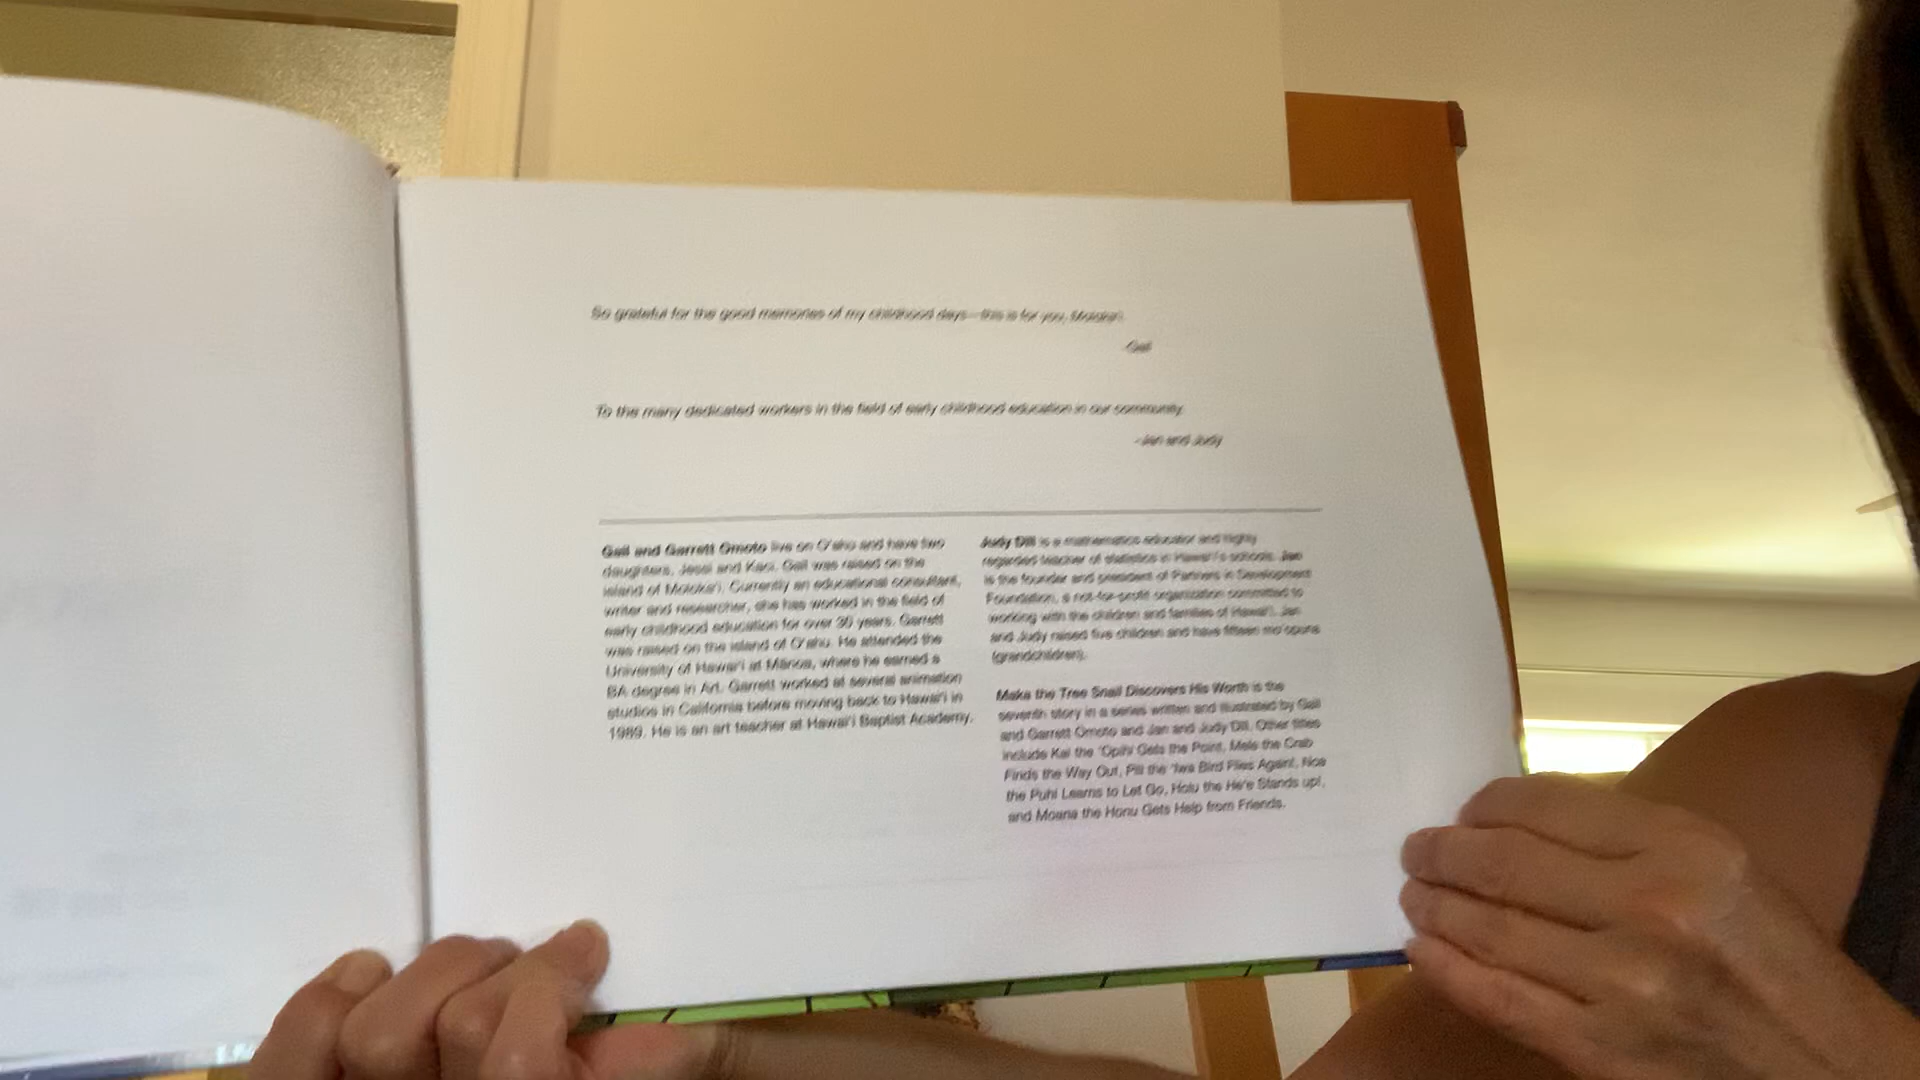 So grateful for the good memories of my childhood days—this is for you, Moloka'i.
-Gail
To the many dedicated workers in the field of early childhood education in our community.
-Jan and Judy
Gail and Garrett Omoto live on O'ahu and have two
daughters, Jessi and Kaci. Gail was raised on the
island of Moloka'i. Currently an educational consultant,
writer and researcher, she has worked in the field of
early childhood education for over 30 years. Garrett
was raised on the island of O'ahu. He attended the
University of Hawai'i at Mānoa, where he earned a
BA degree in Art. Garrett worked at several animation
studios in California before moving back to Hawai'i in
1989. He is an art teacher at Hawai'i Baptist Academy.
Judy Dill is a mathematics educator and highly
regarded teacher of statistics in Hawai'i's schools. Jan
is the founder and president of Partners in Development
Foundation, a not-for-profit organization committed to
working with the children and families of Hawai'i. Jan
and Judy raised five children and have fifteen mo'opuna
(grandchildren).
Maka the Tree Snail Discovers His Worth is the
seventh story in a series written and illustrated by Gail
and Garrett Omoto and Jan and Judy Dill. Other titles
include Kai the 'Opihi Gets the Point, Mele the Crab
Finds the Way Out, Pili the 'Iwa Bird Flies Again!, Noa
the Puhi Learns to Let Go, Holu the He'e Stands up!,
and Moana the Honu Gets Help from Friends.